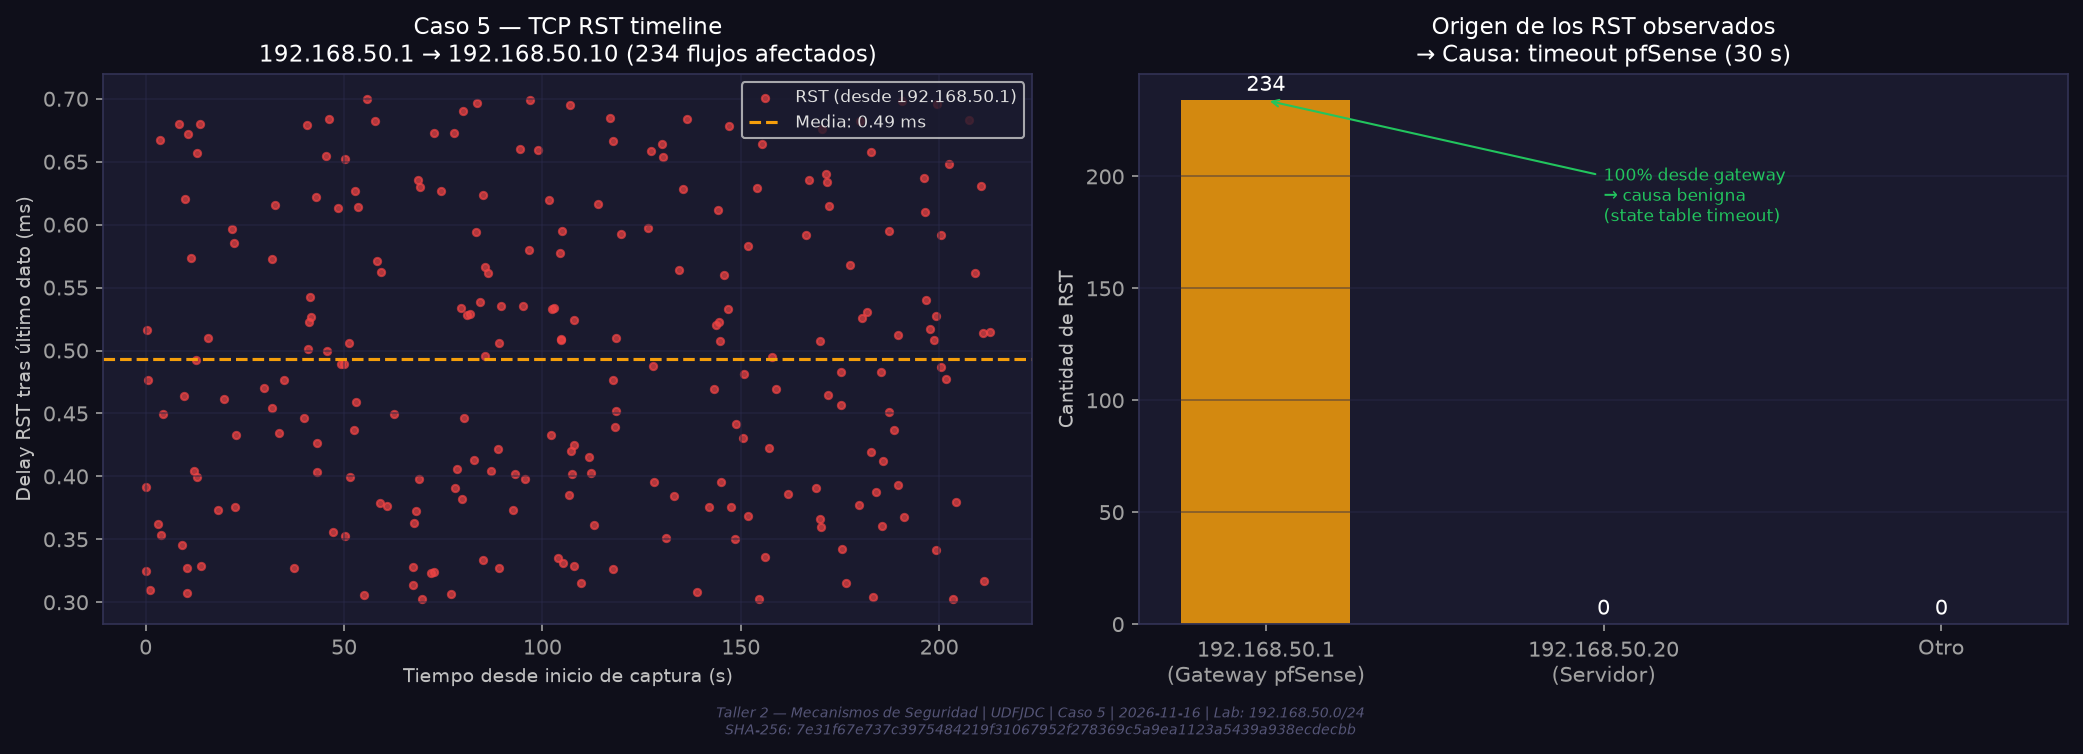 Caso 5 — TCP RST timeline
192.168.50.1 → 192.168.50.10 (234 flujos afectados)
RST (desde 192.168.50.1)
Media: 0.49 ms
Delay RST tras último dato (ms)
0.70
0.65
0.60
0.55
0.50
0.45
0.40
0.35
0.30
0
50
100
150
200
Tiempo desde inicio de captura (s)
Origen de los RST observados
→ Causa: timeout pfSense (30 s)
234
100% desde gateway
→ causa benigna
(state table timeout)
Cantidad de RST
200
150
100
50
0
0
0
192.168.50.1
(Gateway pfSense)
192.168.50.20
(Servidor)
Otro
Taller 2 — Mecanismos de Seguridad | UDFJDC | Caso 5 | 2026-11-16 | Lab: 192.168.50.0/24
SHA-256: 7e31f67e737c3975484219f31067952f278369c5a9ea1123a5439a938ecdecbb